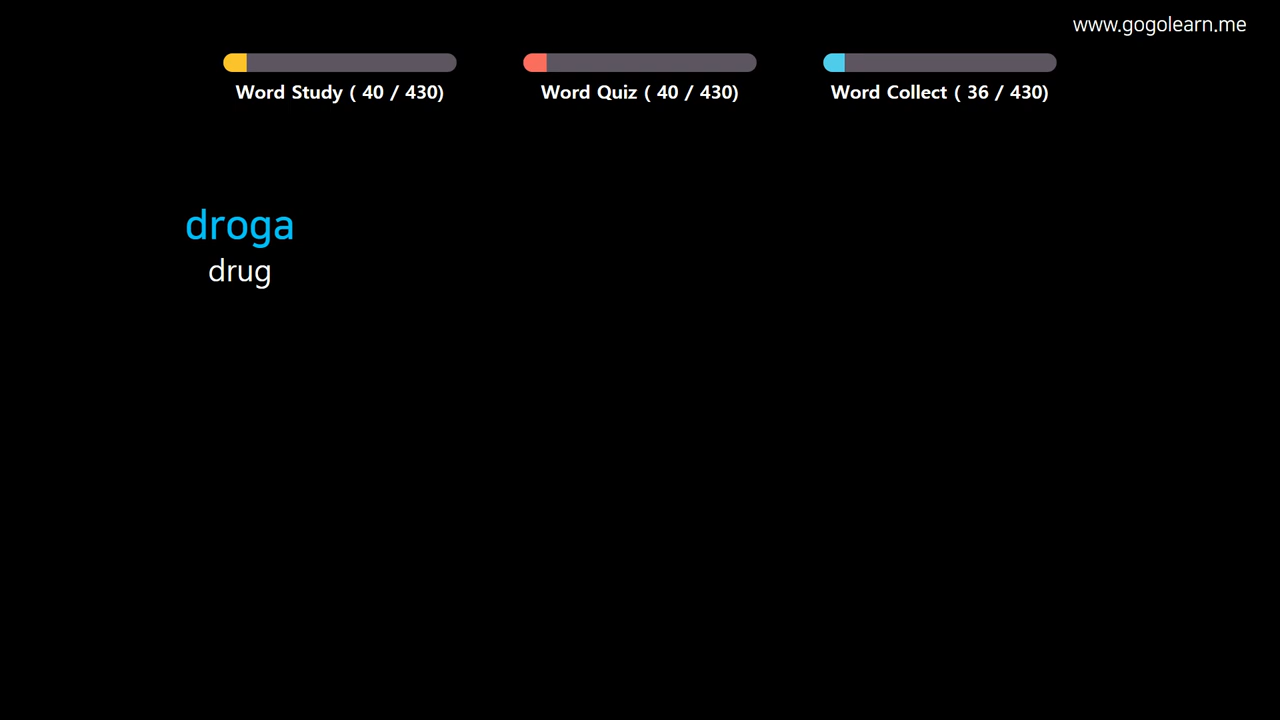 www.gogolearn.me
Word Study ( 40 / 430)
Word Quiz ( 40 / 430)
Word Collect ( 36 / 430)
droga
drug